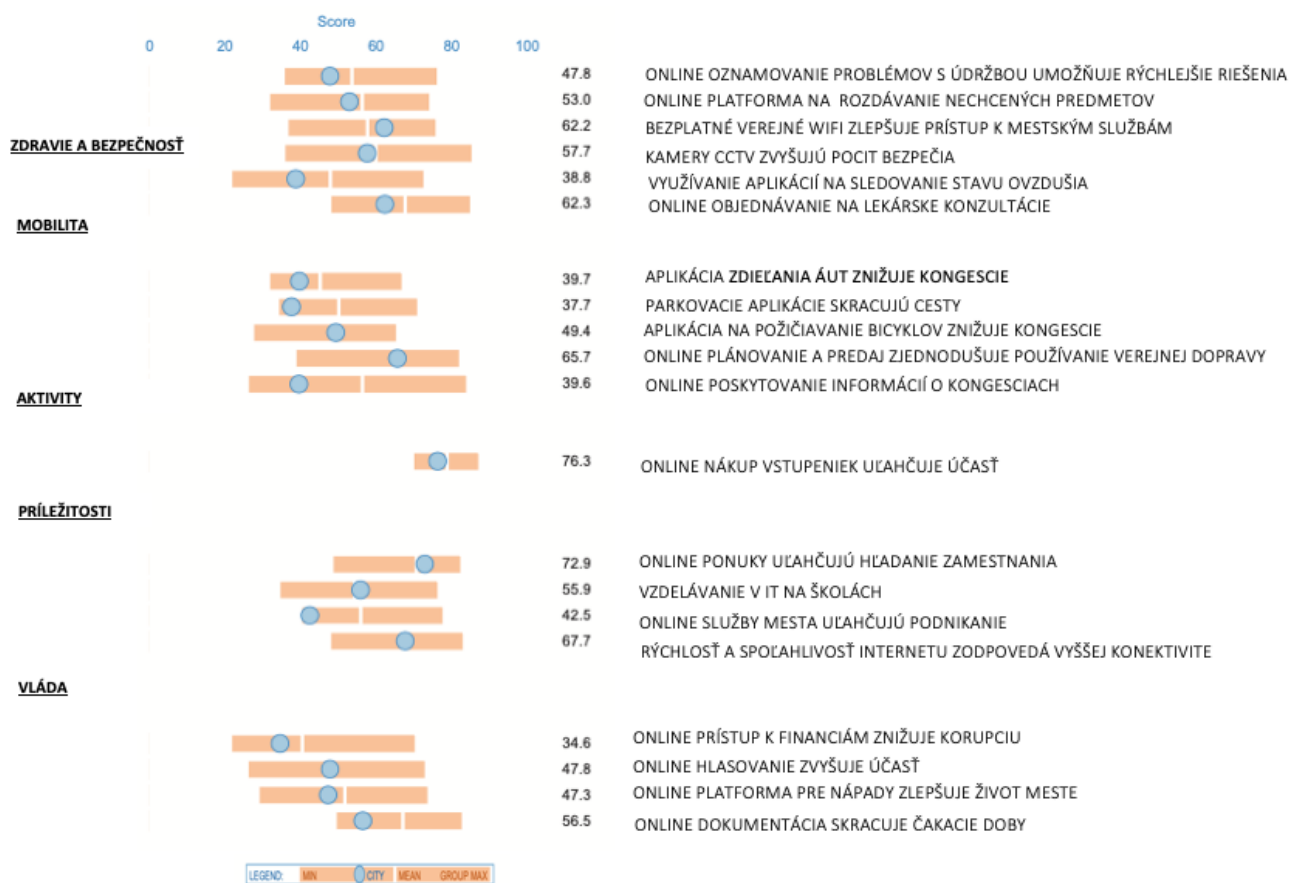 Score
0 20 40 60 80 100
47.8 ONLINE OZNAMOVANIE PROBLÉMOV S ÚDRŽBOU UMOŽŇUJE RÝCHLEJŠIE RIEŠENIA
53.0 ONLINE PLATFORMA NA ROZDÁVANIE NECHCENÝCH PREDMETOV
62.2 BEZPLATNÉ VEREJNÉ WIFI ZLEPŠUJE PRÍSTUP K MESTSKÝM SLUŽBÁM
ZDRAVIE A BEZPEČNOSŤ
57.7 KAMERY CCTV ZVYŠUJÚ POCIT BEZPEČIA
38.8 VYUŽÍVANIE APLIKÁCIÍ NA SLEDOVANIE STAVU OVZDUŠIA
62.3 ONLINE OBJEDNÁVANIE NA LEKÁRSKE KONZULTÁCIE
MOBILITA
39.7 APLIKÁCIA ZDIEĽANIA ÁUT ZNIŽUJE KONGESCIE
37.7 PARKOVACIE APLIKÁCIE SKRACUJÚ CESTY
49.4 APLIKÁCIA NA POŽIČIAVANIE BICYKLOV ZNIŽUJE KONGESCIE
65.7 ONLINE PLÁNOVANIE A PREDAJ ZJEDNODUŠUJE POUŽÍVANIE VEREJNEJ DOPRAVY
39.6 ONLINE POSKYTOVANIE INFORMÁCIÍ O KONGESCIACH
AKTIVITY
76.3 ONLINE NÁKUP VSTUPENIEK UĽAHČUJE ÚČASŤ
PRÍLEŽITOSTI
72.9 ONLINE PONUKY UĽAHČUJÚ HĽADANIE ZAMESTNANIA
55.9 VZDELÁVANIE V IT NA ŠKOLÁCH
42.5 ONLINE SLUŽBY MESTA UĽAHČUJÚ PODNIKANIE
67.7 RÝCHLOSŤ A SPOĽAHLIVOSŤ INTERNETU ZODPOVEDÁ VYŠŠEJ KONEKTIVITE
VLÁDA
34.6 ONLINE PRÍSTUP K FINANCIÁM ZNIŽUJE KORUPCIU
47.8 ONLINE HLASOVANIE ZVYŠUJE ÚČASŤ
47.3 ONLINE PLATFORMA PRE NÁPADY ZLEPŠUJE ŽIVOT MESTE
56.5 ONLINE DOKUMENTÁCIA SKRACUJE ČAKACIE DOBY
LEGEND: MIN CITY MEAN GROUP MAX